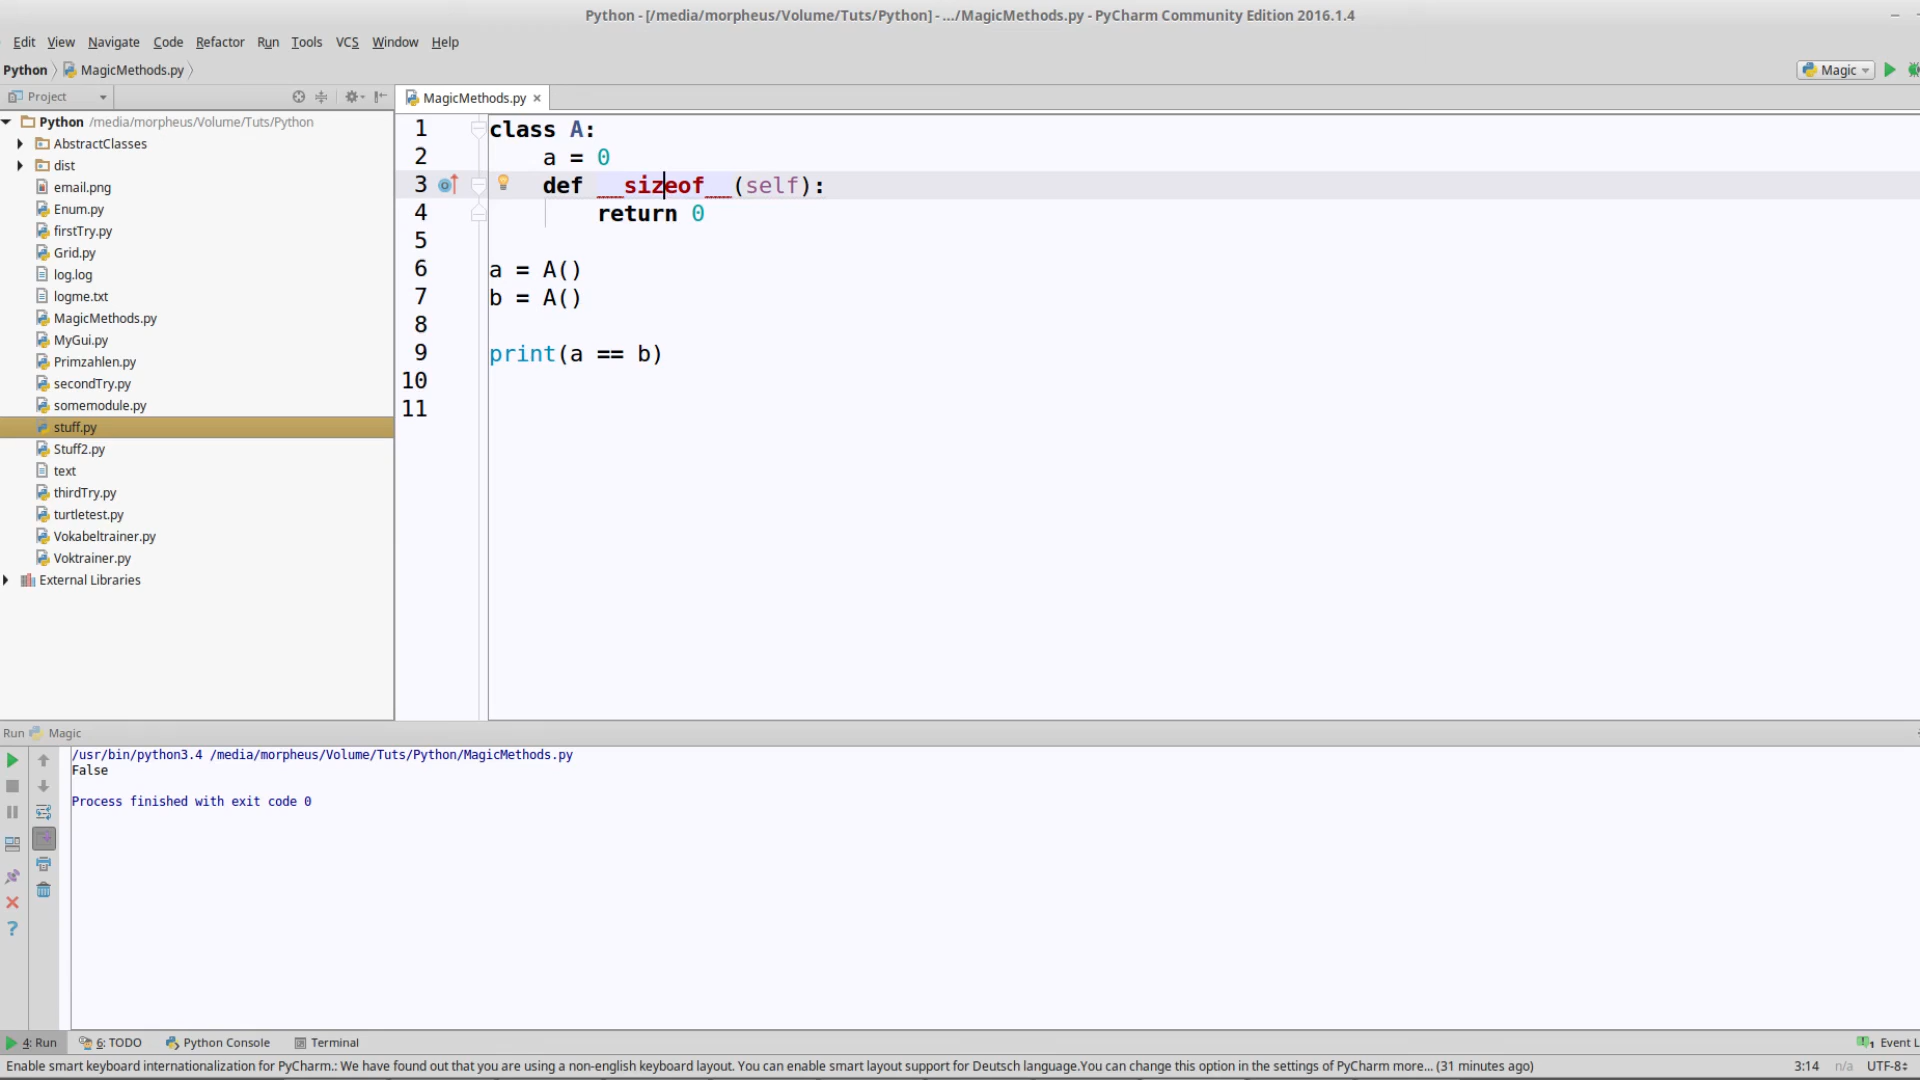 Python - [/media/morpheus/Volume/Tuts/Python] - .../MagicMethods.py - PyCharm Community Edition 2016.1.4
Edit View Navigate Code Refactor Run Tools VCS Window Help
Python MagicMethods.py
Magic
Project
MagicMethods.py
Python /media/morpheus/Volume/Tuts/Python
AbstractClasses
dist
email.png
Enum.py
firstTry.py
Grid.py
log.log
logme.txt
MagicMethods.py
MyGui.py
Primzahlen.py
secondTry.py
somemodule.py
stuff.py
Stuff2.py
text
thirdTry.py
turtletest.py
Vokabeltrainer.py
Voktrainer.py
External Libraries
1 class A:
2 a = 0
3 def __sizeof__(self):
4 return 0
5
6 a = A()
7 b = A()
8
9 print(a == b)
10
11
Run Magic
/usr/bin/python3.4 /media/morpheus/Volume/Tuts/Python/MagicMethods.py
False
Process finished with exit code 0
4: Run 6: TODO Python Console Terminal 1 Event L
Enable smart keyboard internationalization for PyCharm.: We have found out that you are using a non-english keyboard layout. You can enable smart layout support for Deutsch language.You can change this option in the settings of PyCharm more... (31 minutes ago) 3:14 n/a UTF-8